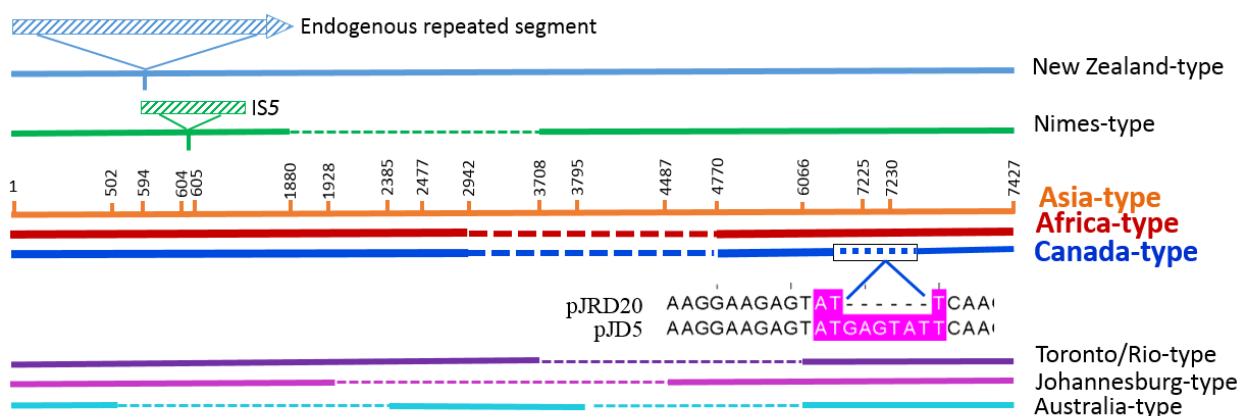 Endogenous repeated segment
New Zealand-type
IS5
Nimes-type
1 502 594 604 605 1880 1928 2385 2477 2942 3708 3795 4487 4770 6066 7225 7230 7427
Asia-type
Africa-type
Canada-type
pJRD20 AAGGAAGAGTAT------TCAA
pJD5 AAGGAAGAGTATGAGTATTCAA
Toronto/Rio-type
Johannesburg-type
Australia-type